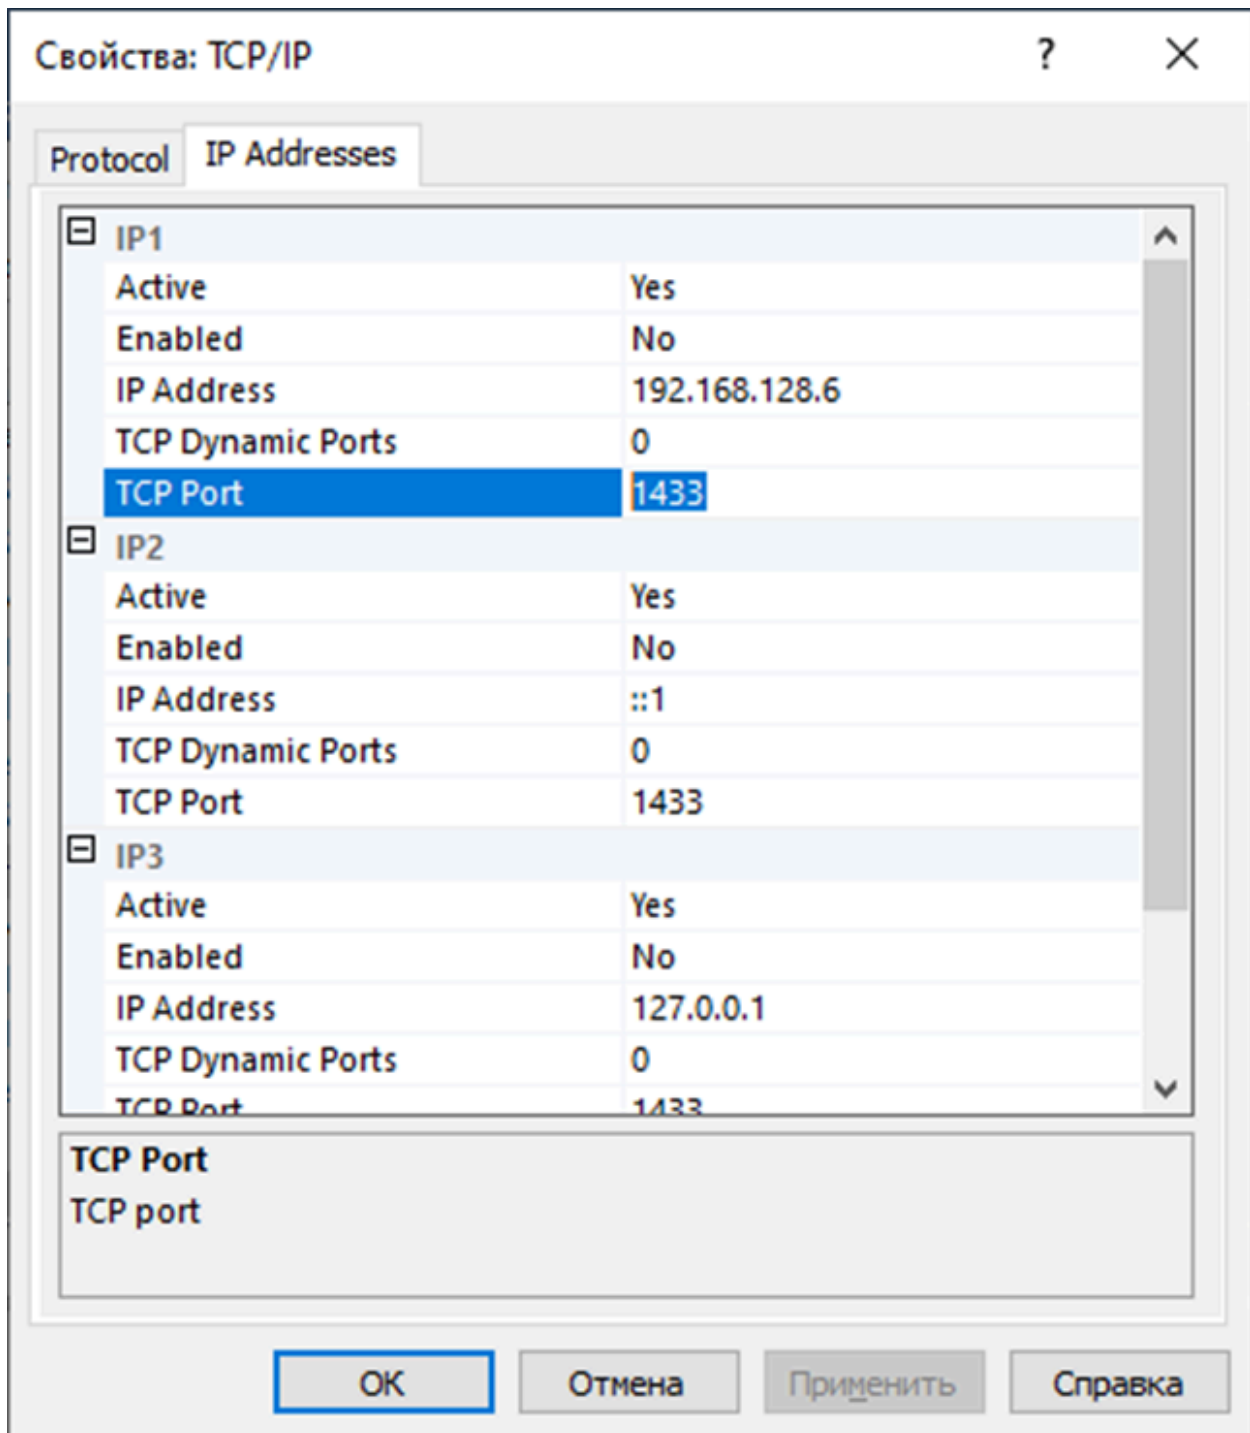 Свойства: TCP/IP
Protocol IP Addresses
IP1
Active Yes
Enabled No
IP Address 192.168.128.6
TCP Dynamic Ports 0
TCP Port 1433
IP2
Active Yes
Enabled No
IP Address ::1
TCP Dynamic Ports 0
TCP Port 1433
IP3
Active Yes
Enabled No
IP Address 127.0.0.1
TCP Dynamic Ports 0
TCP Port 1433
TCP Port
TCP port
OK Отмена Применить Справка